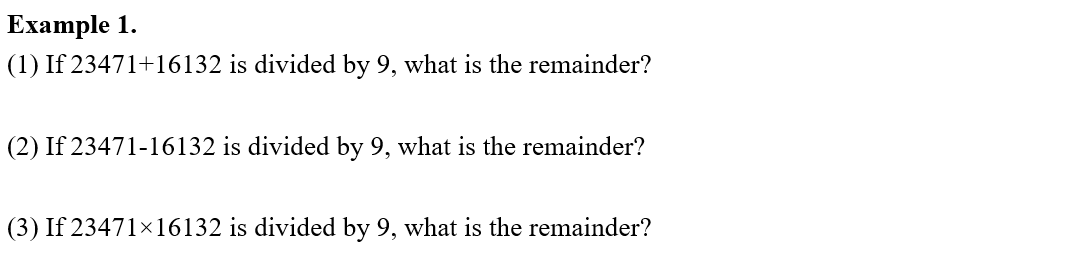 Example 1.
(1) If 23471+16132 is divided by 9, what is the remainder?
(2) If 23471-16132 is divided by 9, what is the remainder?
(3) If 23471×16132 is divided by 9, what is the remainder?